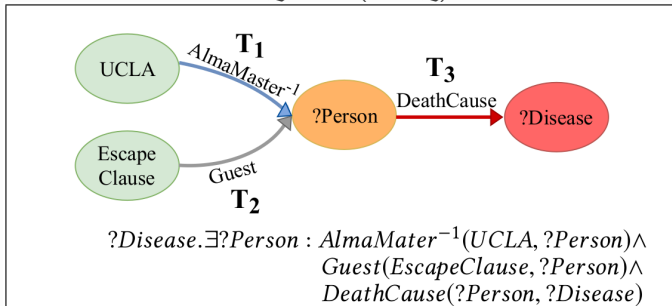 T1
AlmaMaster-1
UCLA
T3
DeathCause
?Person
?Disease
Escape
Clause
Guest
T2
?Disease.∃?Person : AlmaMater−1(UCLA, ?Person)∧
Guest(EscapeClause, ?Person)∧
DeathCause(?Person, ?Disease)